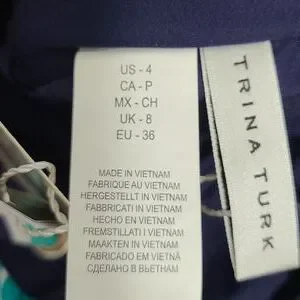 US - 4
CA - P
MX - CH
UK - 8
EU - 36
MADE IN VIETNAM
FABRIQUE AU VIETNAM
HERGESTELLT IN VIETNAM
FABBRICATI IN VIETNAM
HECHO EN VIETNAM
FREMSTILLATI I VIETNAM
MAAKTEN IN VIETNAM
FABRICADO EM VIETNÃ
СДЕЛАНО В ВЬЕТНАМ
TRINA TURK